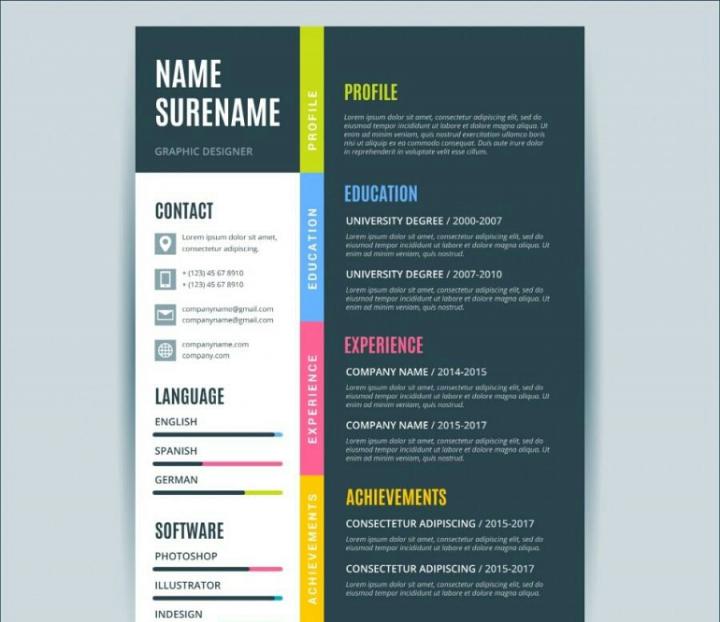 NAME
SURENAME
GRAPHIC DESIGNER
CONTACT
Lorem ipsum dolor sit amet,
consectetur adipiscing.
+ (123) 45 67 8910
+ (123) 45 67 8910
companyname@gmail.com
companyname@gmail.com
companyname.com
company.com
LANGUAGE
ENGLISH
SPANISH
GERMAN
SOFTWARE
PHOTOSHOP
ILLUSTRATOR
INDESIGN
PROFILE
EDUCATION
EXPERIENCE
ACHIEVEMENTS
PROFILE
Lorem ipsum dolor sit amet, consectetur adipiscing elit, sed do
eiusmod tempor incididunt ut labore et dolore magna aliqua. Ut
enim ad minim veniam, quis nostrud exercitation ullamco laboris
nisi ut aliquip ex ea commodo consequat. Duis aute irure dolor
in reprehenderit in voluptate velit esse cillum.
EDUCATION
UNIVERSITY DEGREE / 2000-2007
Lorem ipsum dolor sit amet, consectetur adipiscing elit, sed do
eiusmod tempor incididunt ut labore et dolore magna aliqua. Ut
enim ad minim veniam.
UNIVERSITY DEGREE / 2007-2010
Lorem ipsum dolor sit amet, consectetur adipiscing elit, sed do
eiusmod tempor incididunt ut labore et dolore magna aliqua. Ut
enim ad minim veniam, quis nostrud.
EXPERIENCE
COMPANY NAME / 2014-2015
Lorem ipsum dolor sit amet, consectetur adipiscing elit, sed do
eiusmod tempor incididunt ut labore et dolore magna aliqua. Ut
enim ad minim veniam, quis nostrud.
COMPANY NAME / 2015-2017
Lorem ipsum dolor sit amet, consectetur adipiscing elit, sed do
eiusmod tempor incididunt ut labore et dolore magna aliqua. Ut
enim ad minim veniam, quis nostrud.
ACHIEVEMENTS
CONSECTETUR ADIPISCING / 2015-2017
Lorem ipsum dolor sit amet, consectetur adipiscing elit, sed do
eiusmod tempor incididunt ut labore et dolore magna aliqua.
CONSECTETUR ADIPISCING / 2015-2017
Lorem ipsum dolor sit amet, consectetur adipiscing elit, sed do
eiusmod tempor incididunt ut labore et dolore magna aliqua.